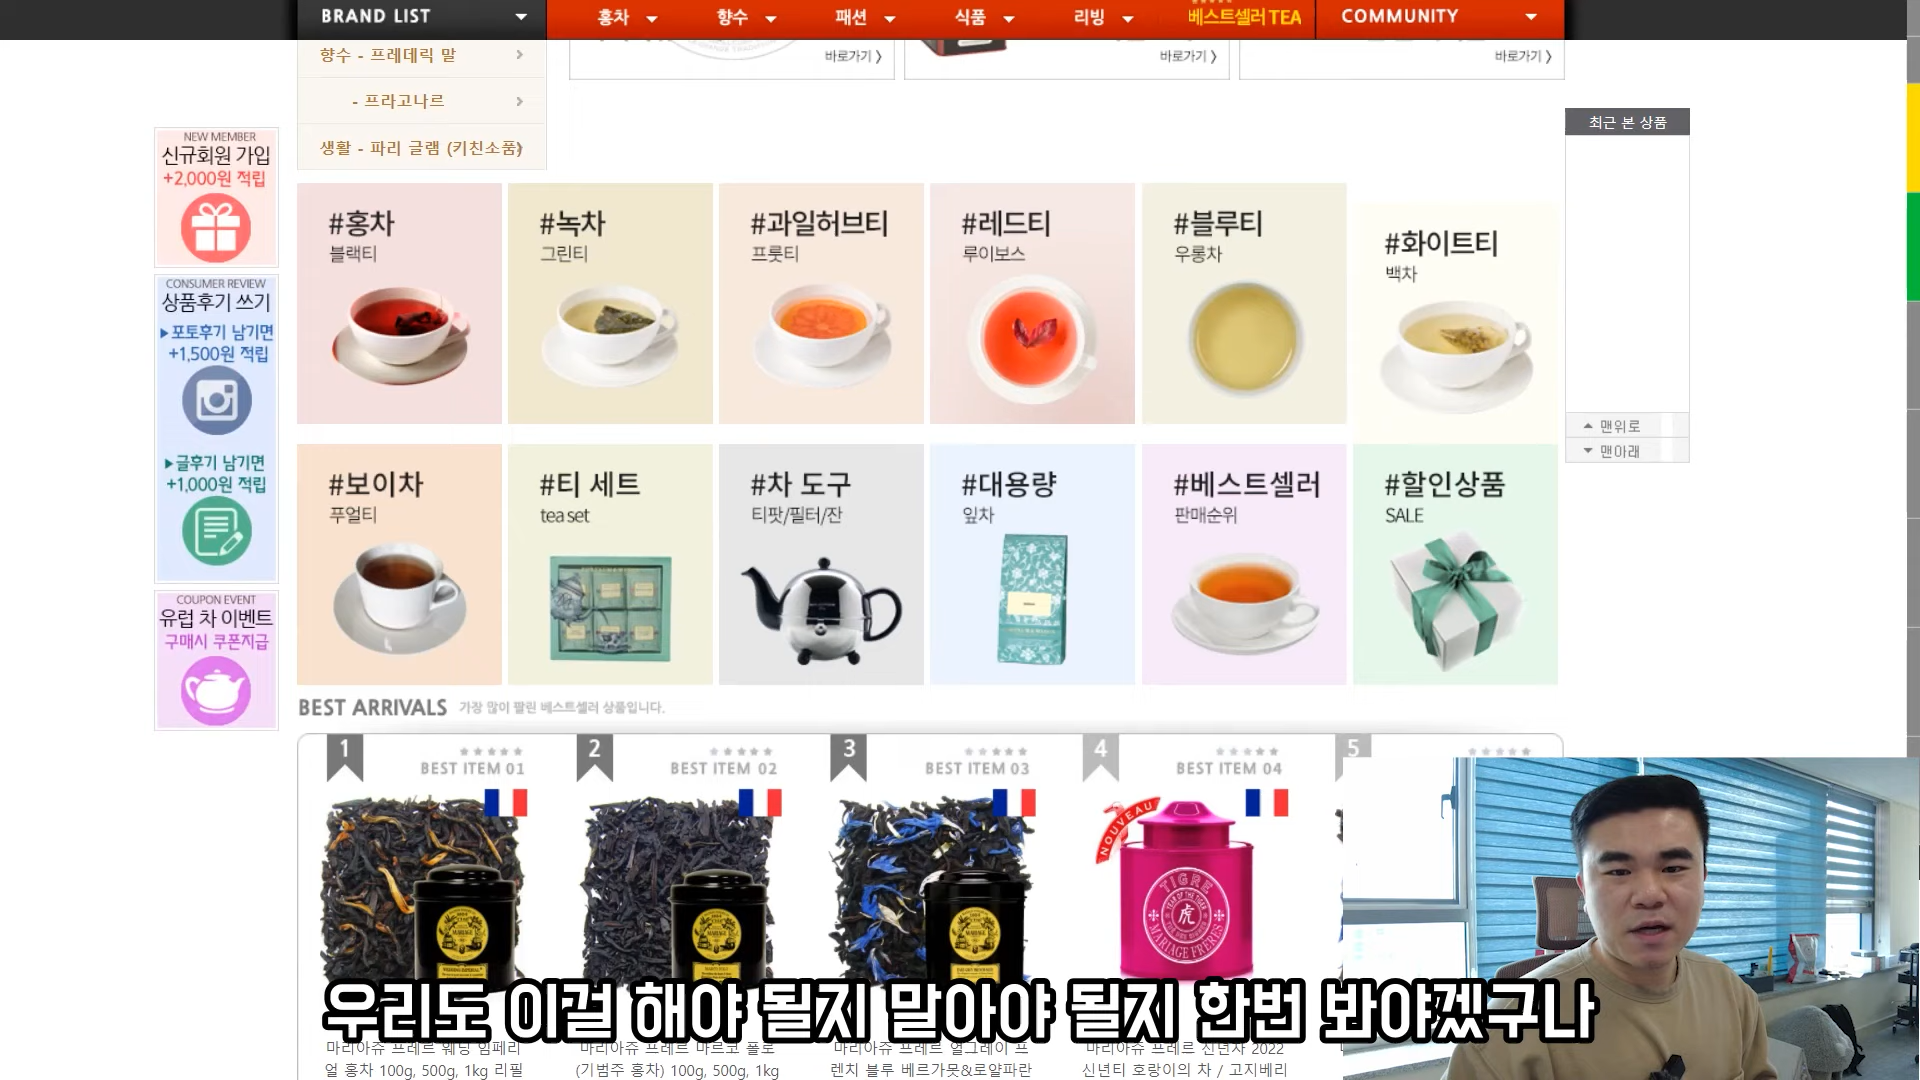 BRAND LIST
홍차
향수
패션
식품
리빙
베스트셀러 TEA
COMMUNITY
향수 - 프레데릭 말
- 프라고나르
생활 - 파리 글램 (키친소품)
바로가기 》
바로가기 》
바로가기 》
NEW MEMBER
신규회원 가입
+2,000원 적립
CONSUMER REVIEW
상품후기 쓰기
▶포토후기 남기면
+1,500원 적립
▶글후기 남기면
+1,000원 적립
COUPON EVENT
유럽 차 이벤트
구매시 쿠폰지급
최근 본 상품
▲ 맨위로
▼ 맨아래
#홍차
블랙티
#녹차
그린티
#과일허브티
프룻티
#레드티
루이보스
#블루티
우롱차
#화이트티
백차
#보이차
푸얼티
#티 세트
tea set
#차 도구
티팟/필터/잔
#대용량
잎차
#베스트셀러
판매순위
#할인상품
SALE
BEST ARRIVALS 가장 많이 팔린 베스트셀러 상품입니다.
1
BEST ITEM 01
2
BEST ITEM 02
3
BEST ITEM 03
4
BEST ITEM 04
5
NOUVEAU
TIGRE
虎
MARIAGE FRERES
우리도 이걸 해야 될지 말아야 될지 한번 봐야겠구나
마리아쥬 프레르 웨딩 임페리
얼 홍차 100g, 500g, 1kg 리필
마리아쥬 프레르 마르코 폴로
(기범주 홍차) 100g, 500g, 1kg
마리아쥬 프레르 얼그레이 프
렌치 블루 베르가못&로얄파란
마리아쥬 프레르 신년차 2022
신년티 호랑이의 차 / 고지베리